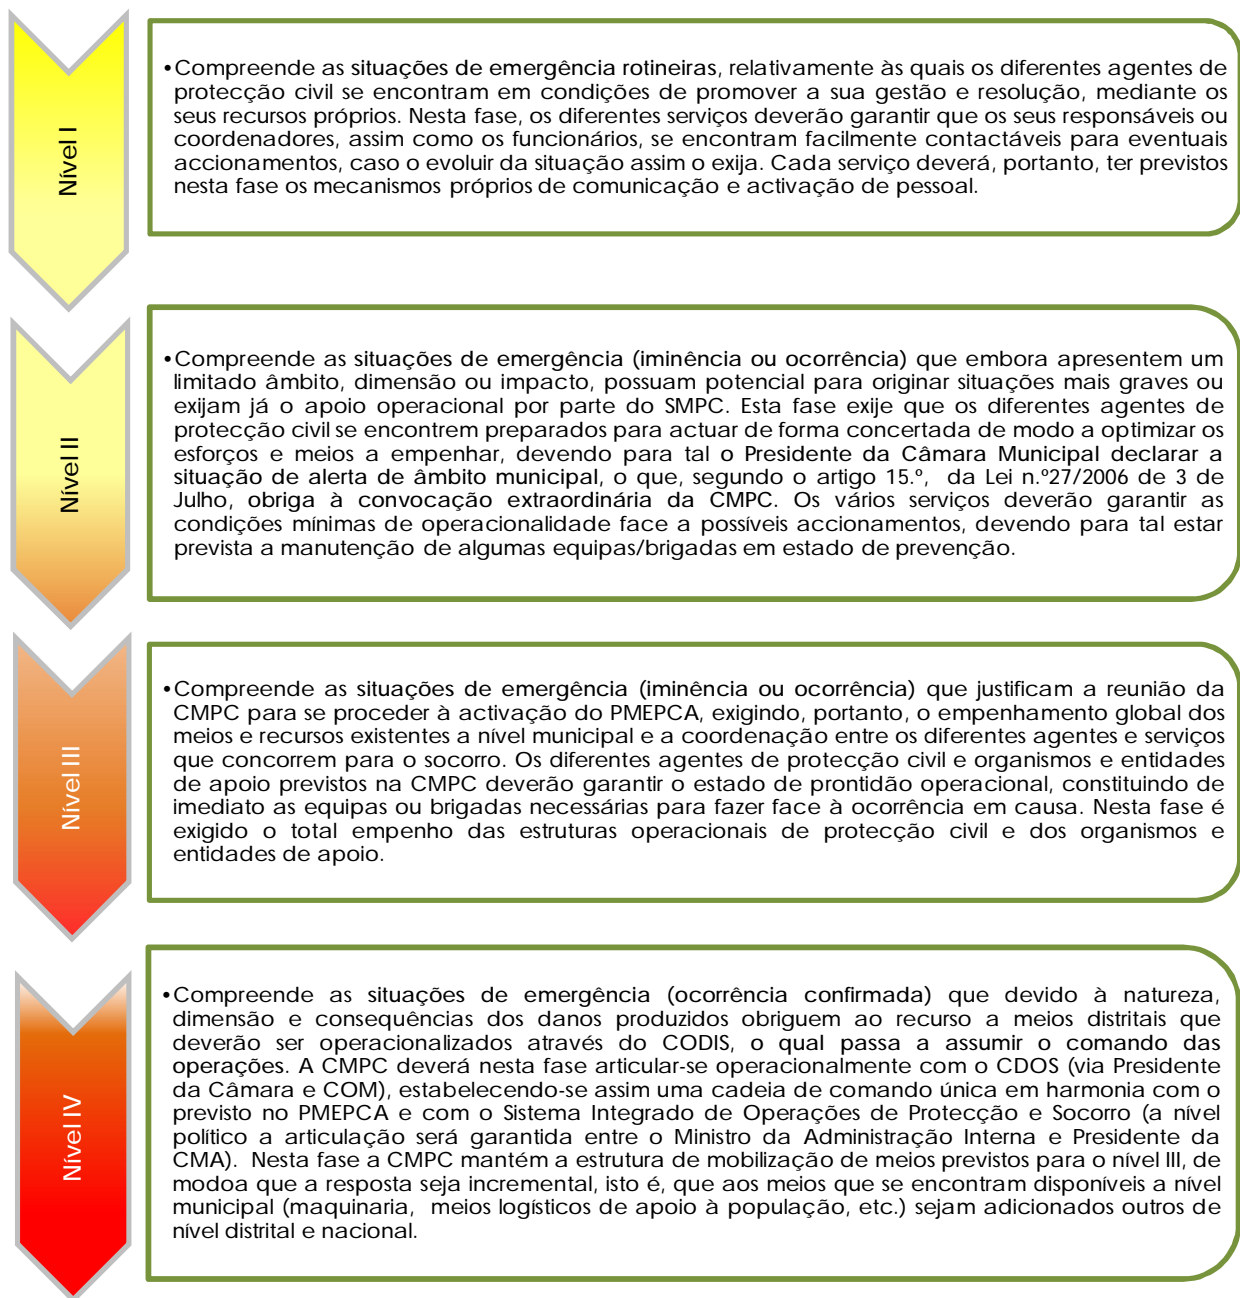 Nível I
•Compreende as situações de emergência rotineiras, relativamente às quais os diferentes agentes de
protecção civil se encontram em condições de promover a sua gestão e resolução, mediante os
seus recursos próprios. Nesta fase, os diferentes serviços deverão garantir que os seus responsáveis ou
coordenadores, assim como os funcionários, se encontram facilmente contactáveis para eventuais
accionamentos, caso o evoluir da situação assim o exija. Cada serviço deverá, portanto, ter previstos
nesta fase os mecanismos próprios de comunicação e activação de pessoal.
Nível II
•Compreende as situações de emergência (iminência ou ocorrência) que embora apresentem um
limitado âmbito, dimensão ou impacto, possuam potencial para originar situações mais graves ou
exijam já o apoio operacional por parte do SMPC. Esta fase exije que os diferentes agentes de
protecção civil se encontrem preparados para actuar de forma concertada de modo a optimizar os
esforços e meios a empenhar, devendo para tal o Presidente da Câmara Municipal declarar a
situação de alerta de âmbito municipal, o que, segundo o artigo 15.º, da Lei n.º27/2006 de 3 de
Julho, obriga à convocação extraordinária da CMPC. Os vários serviços deverão garantir as
condições mínimas de operacionalidade face a possíveis accionamentos, devendo para tal estar
prevista a manutenção de algumas equipas/brigadas em estado de prevenção.
Nível III
•Compreende as situações de emergência (iminência ou ocorrência) que justificam a reunião da
CMPC para se proceder à activação do PMEPCA, exigindo, portanto, o empenhamento global dos
meios e recursos existentes a nível municipal e a coordenação entre os diferentes agentes e serviços
que concorrem para o socorro. Os diferentes agentes de protecção civil e organismos e entidades
de apoio previstos na CMPC deverão garantir o estado de prontidão operacional, constituindo de
imediato as equipas ou brigadas necessárias para fazer face à ocorrência em causa. Nesta fase é
exigido o total empenho das estruturas operacionais de protecção civil e dos organismos e
entidades de apoio.
Nível IV
•Compreende as situações de emergência (ocorrência confirmada) que devido à natureza,
dimensão e consequências dos danos produzidos obriguem ao recurso a meios distritais que
deverão ser operacionalizados através do CODIS, o qual passa a assumir o comando das
operações. A CMPC deverá nesta fase articular-se operacionalmente com o CDOS (via Presidente
da Câmara e COM), estabelecendo-se assim uma cadeia de comando única em harmonia com o
previsto no PMEPCA e com o Sistema Integrado de Operações de Protecção e Socorro (a nível
político a articulação será garantida entre o Ministro da Administração Interna e Presidente da
CMA). Nesta fase a CMPC mantém a estrutura de mobilização de meios previstos para o nível III, de
modoa que a resposta seja incremental, isto é, que aos meios que se encontram disponíveis a nível
municipal (maquinaria, meios logísticos de apoio à população, etc.) sejam adicionados outros de
nível distrital e nacional.